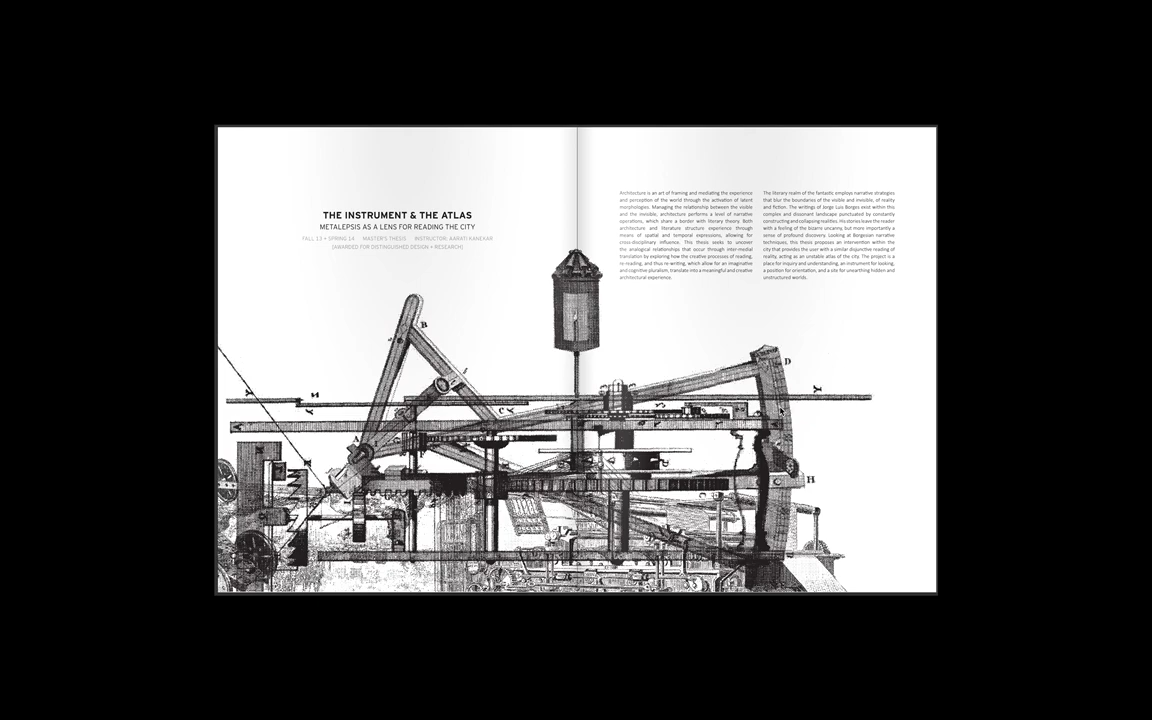 THE INSTRUMENT & THE ATLAS
METALEPSIS AS A LENS FOR READING THE CITY
FALL 13 + SPRING 14 MASTER'S THESIS INSTRUCTOR: AARATI KANEKAR
[AWARDED FOR DISTINGUISHED DESIGN + RESEARCH]
Architecture is an art of framing and mediating the experience
and perception of the world through the activation of latent
morphologies. Managing the relationship between the visible
and the invisible, architecture performs a level of narrative
operations, which share a border with literary theory. Both
architecture and literature structure experience through
means of spatial and temporal expressions, allowing for
cross-disciplinary influence. This thesis seeks to uncover
the analogical relationships that occur through inter-medial
translation by exploring how the creative processes of reading,
re-reading, and thus re-writing, which allow for an imaginative
and cognitive pluralism, translate into a meaningful and creative
architectural experience.
The literary realm of the fantastic employs narrative strategies
that blur the boundaries of the visible and invisible, of reality
and fiction. The writings of Jorge Luis Borges exist within this
complex and dissonant landscape punctuated by constantly
constructing and collapsing realities. His stories leave the reader
with a feeling of the bizarre uncanny, but more importantly a
sense of profound discovery. Looking at Borgesian narrative
techniques, this thesis proposes an intervention within the
city that provides the user with a similar disjunctive reading of
reality, acting as an unstable atlas of the city. The project is a
place for inquiry and understanding, an instrument for looking,
a position for orientation, and a site for unearthing hidden and
unstructured worlds.
B
D
Y
C
A
H